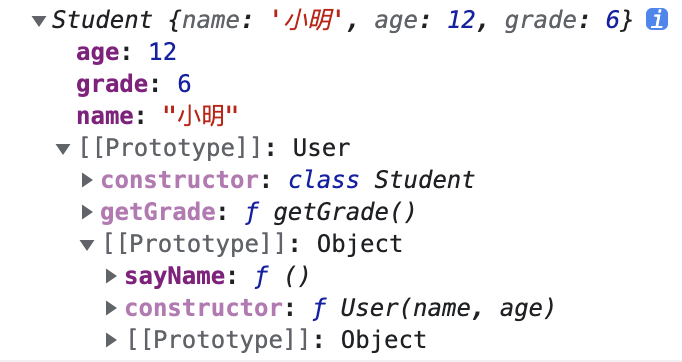 Student {name: '小明', age: 12, grade: 6} i
age: 12
grade: 6
name: "小明"
[[Prototype]]: User
constructor: class Student
getGrade: ƒ getGrade()
[[Prototype]]: Object
sayName: ƒ ()
constructor: ƒ User(name, age)
[[Prototype]]: Object